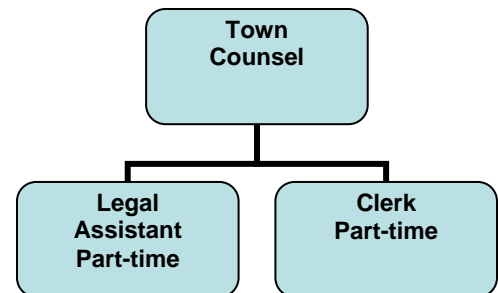 Town
Counsel
Legal
Assistant
Part-time
Clerk
Part-time